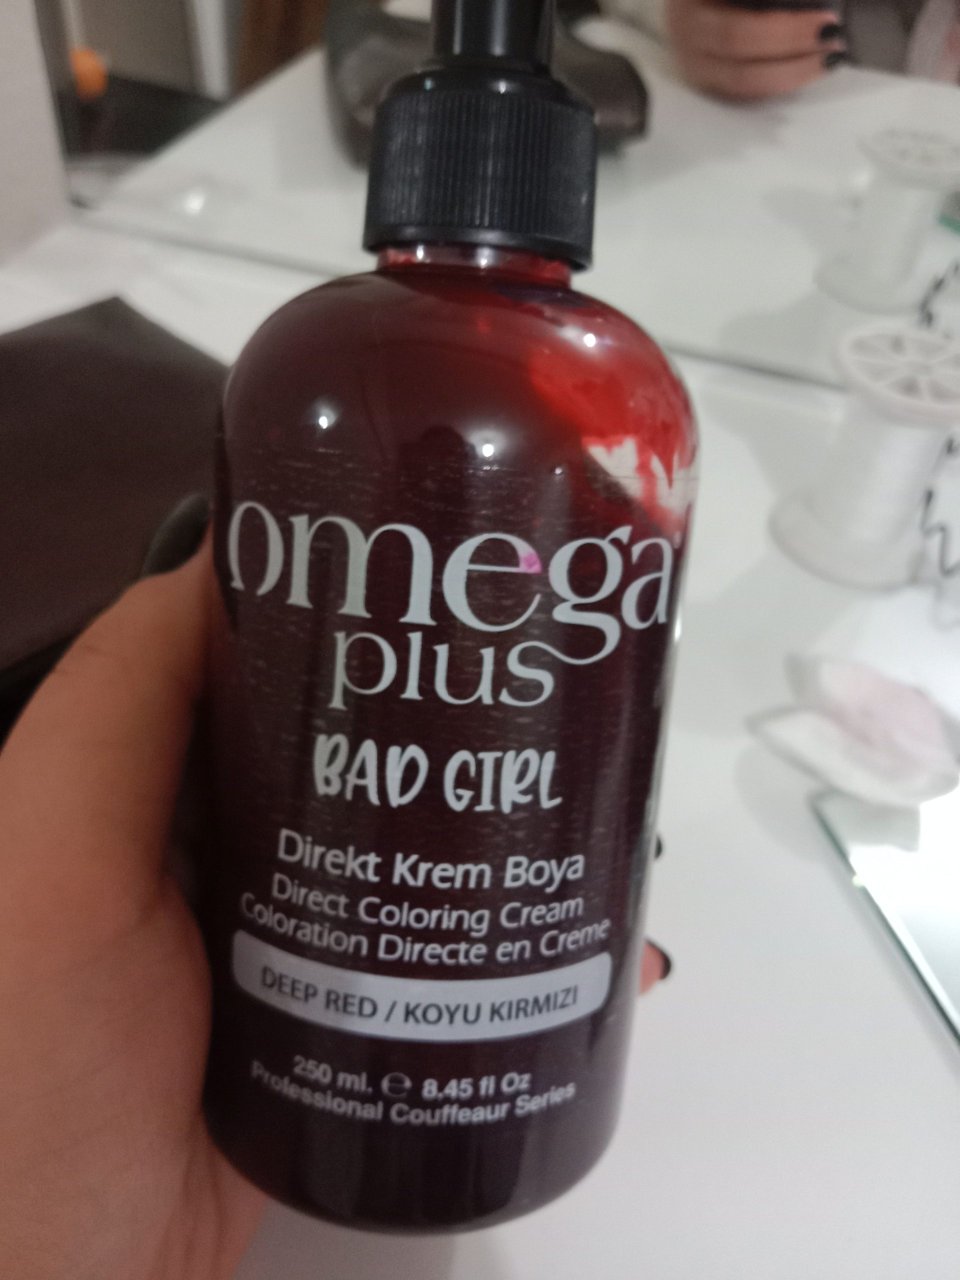 omega
plus
BAD GIRL
Direkt Krem Boya
Direct Coloring Cream
Coloration Directe en Creme
DEEP RED / KOYU KIRMIZI
250 ml. ℮ 8.45 fl Oz
Professional Couffeaur Series